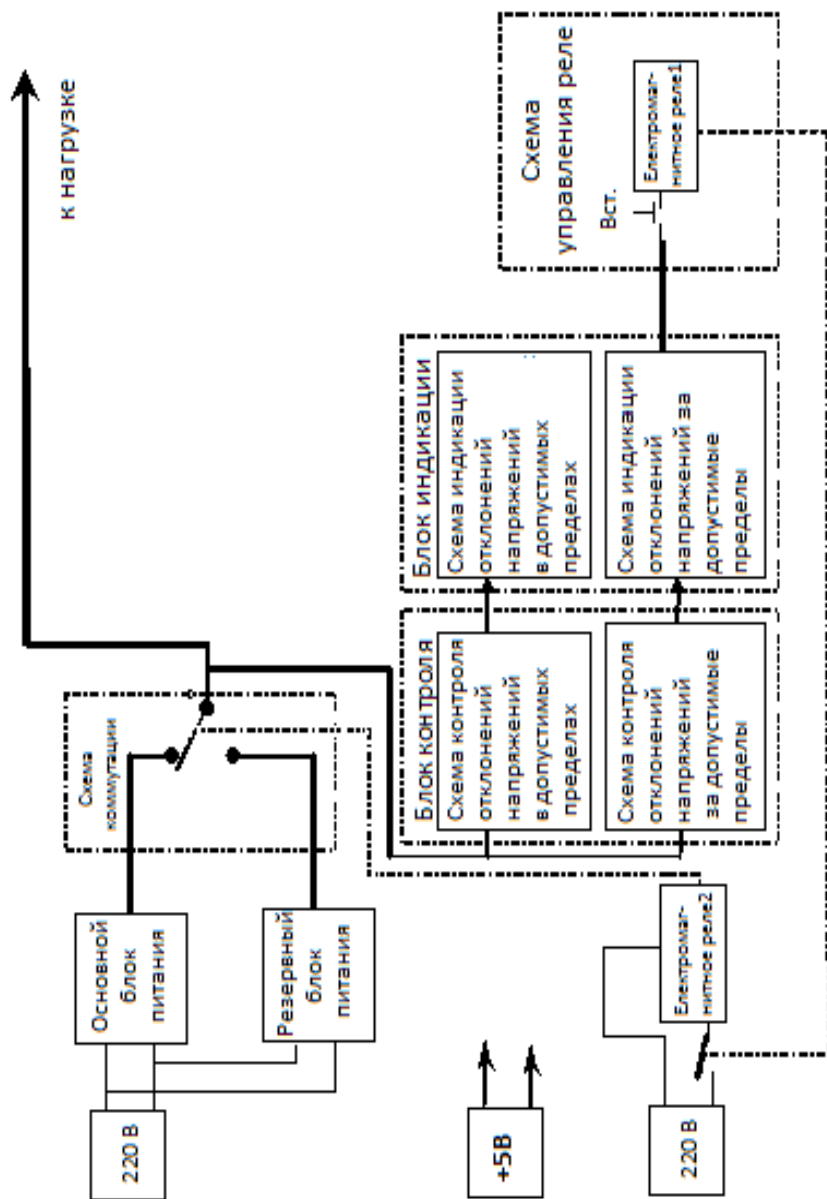 220 В
Основной
блок
питания
Схема
коммутации
к нагрузке
Резервный
блок
питания
+5В
Блок контроля
Схема контроля
отклонений
напряжений
в допустимых
пределах
Схема контроля
отклонений
напряжений
за допустимые
пределы
Блок индикации
Схема индикации
отклонений
напряжений
в допустимых
пределах
Схема индикации
отклонений
напряжений за
допустимые
пределы
Схема
управления реле
Вст.
Електромаг-
нитное реле1
220 В
Електромаг-
нитное реле2